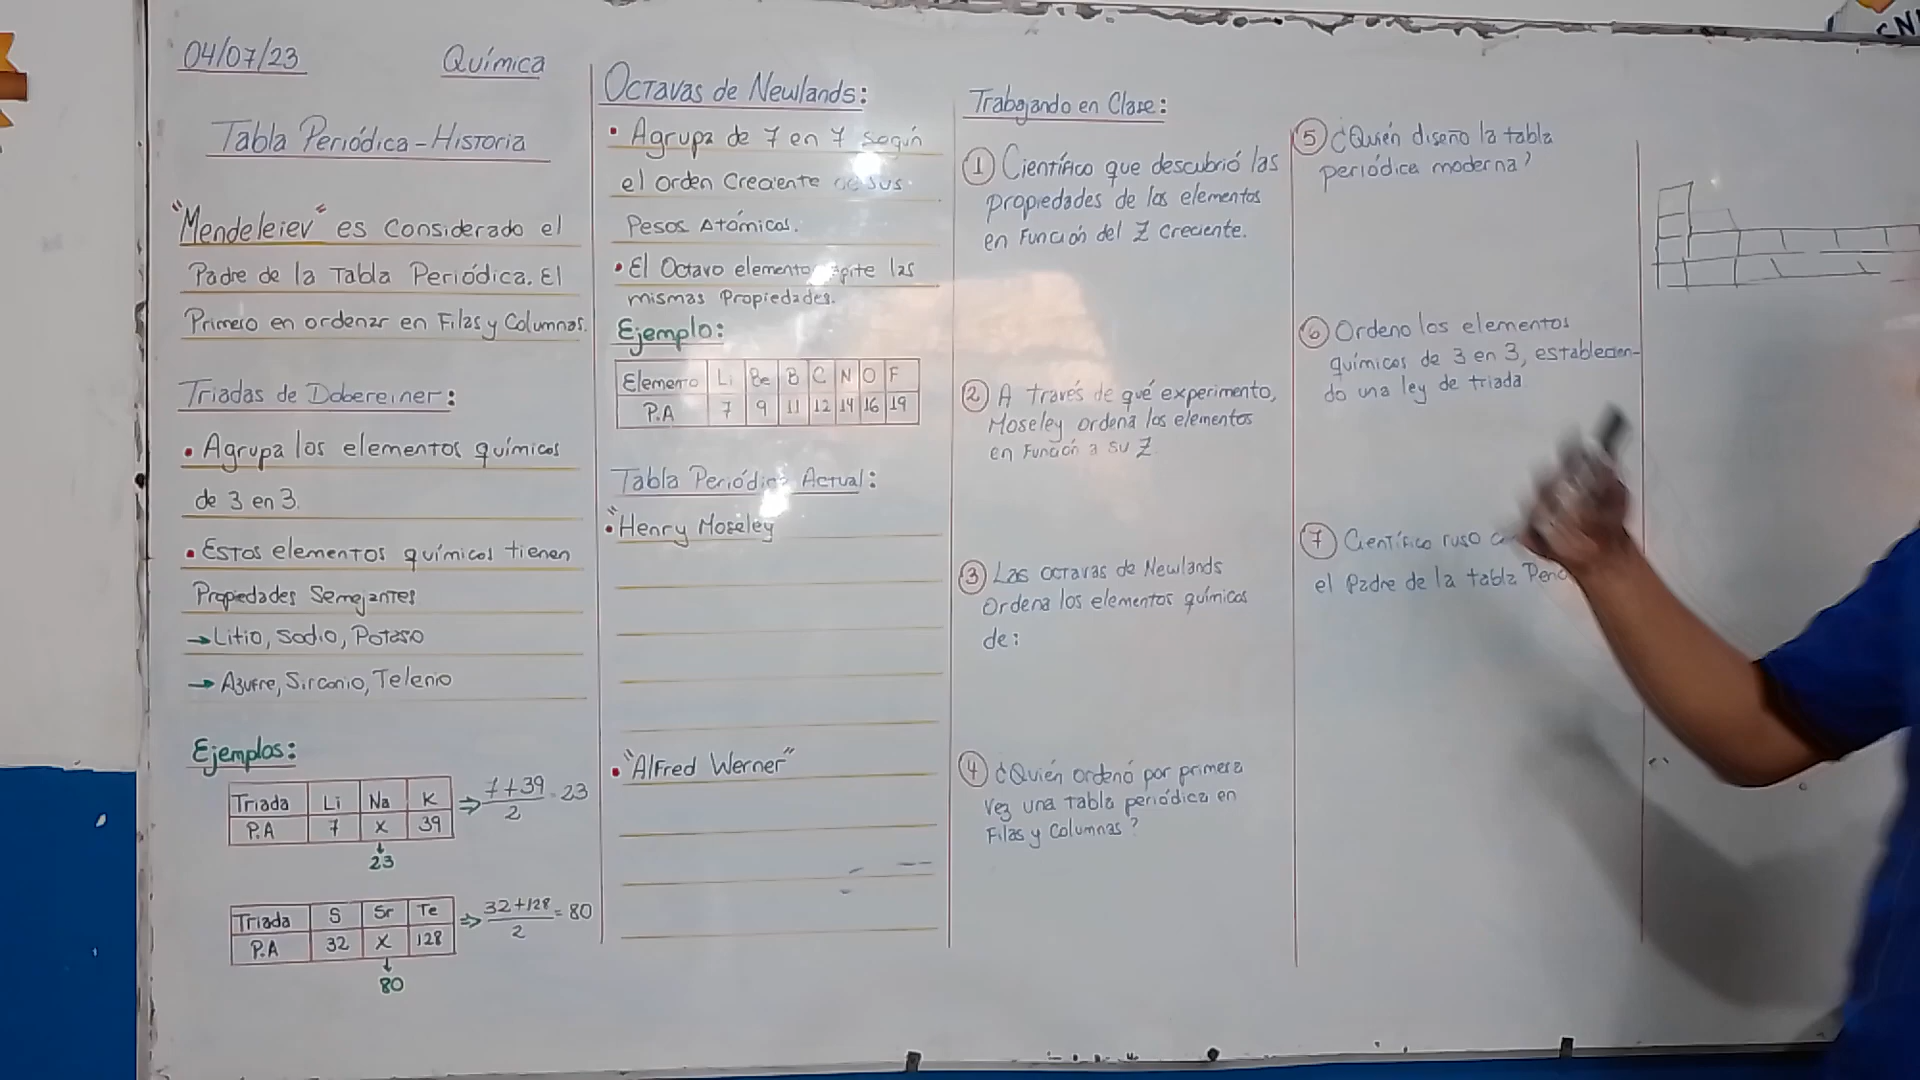 04/07/23 Química
Tabla Periódica - Historia
"Mendeleiev" es Considerado el
Padre de la Tabla Periódica. El
Primero en ordenar en Filas y Columnas.
Triadas de Dobereiner:
• Agrupa los elementos químicos
de 3 en 3.
• Estos elementos químicos tienen
Propiedades Semejantes
→ Litio, Sodio, Potasio
→ Azufre, Sirconio, Telerio
Ejemplos:
Triada Li Na K ⇒ 7+39/2 = 23
P.A 7 X 39
↓
23
Triada S Sr Te ⇒ 32+128/2 = 80
P.A 32 X 128
↓
80
Octavas de Newlands:
• Agrupa de 7 en 7 según
el orden Creciente de sus
Pesos Atómicos.
• El Octavo elemento las
mismas Propiedades.
Ejemplo:
Elemento Li Be B C N O F
P.A 7 9 11 12 14 16 19
Tabla Periódica Actual:
• "Henry Moseley
• "Alfred Werner"
Trabajando en Clase:
① Científico que descubrió las
propiedades de los elementos
en Función del Z Creciente.
② A través de qué experimento,
Moseley ordena los elementos
en Función a su Z
③ Las octavas de Newlands
Ordena los elementos químicos
de:
④ ¿Quién ordenó por primera
Vez una tabla periódica en
Filas y Columnas?
⑤ ¿Quién diseño la tabla
periódica moderna?
⑥ Ordeno los elementos
químicos de 3 en 3, establecien-
do una ley de triada
⑦ Científico ruso
el Padre de la tabla